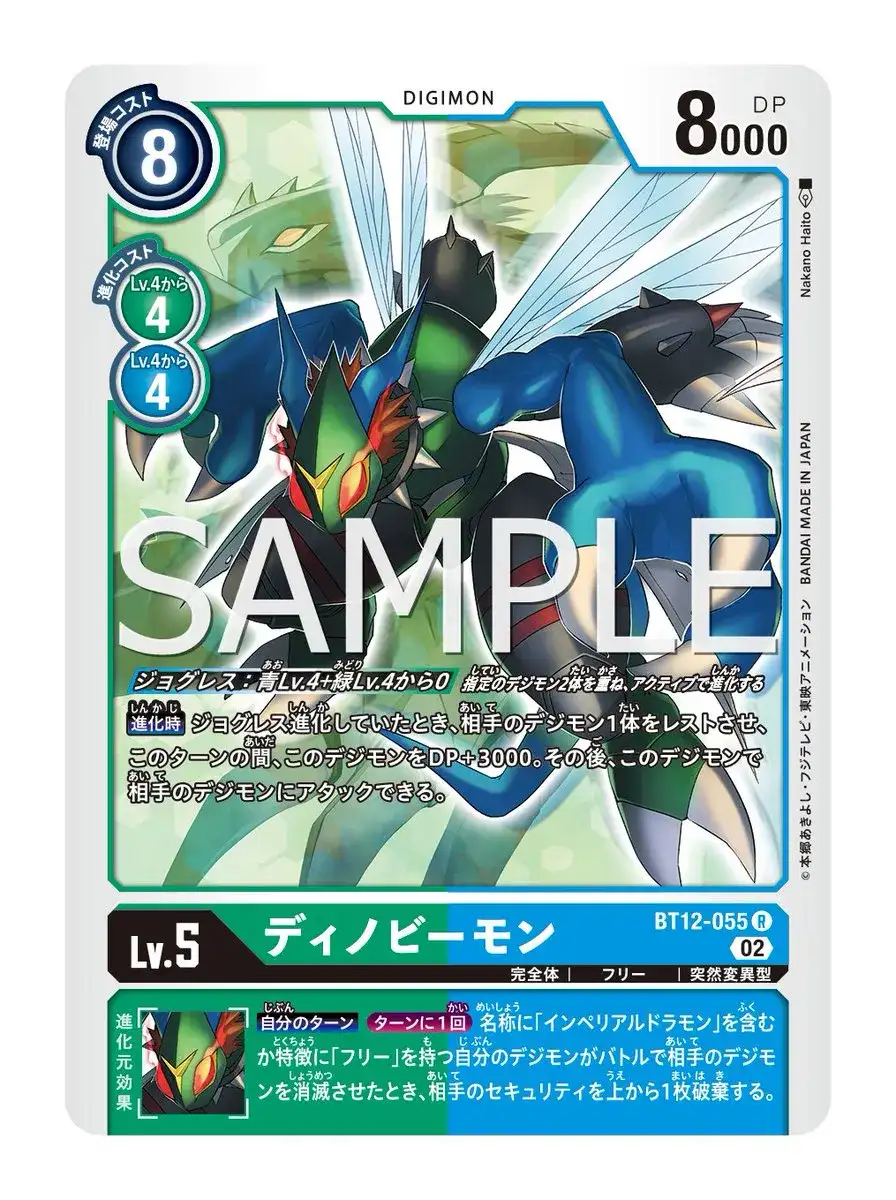 DIGIMON
登場コスト
8
DP
8000
進化コスト
Lv.4から
4
Lv.4から
4
Nakano Haito
SAMPLE
ジョグレス：青Lv.4+緑Lv.4から0 指定のデジモン2体を重ね、アクティブで進化する
進化時 ジョグレス進化していたとき、相手のデジモン1体をレストさせ、
このターンの間、このデジモンをDP+3000。その後、このデジモンで
相手のデジモンにアタックできる。
©本郷あきよし・フジテレビ・東映アニメーション BANDAI MADE IN JAPAN
Lv.5
ディノビーモン
BT12-055 R
02
完全体 | フリー | 突然変異型
進化元効果
自分のターン ターンに1回 名称に「インペリアルドラモン」を含む
か特徴に「フリー」を持つ自分のデジモンがバトルで相手のデジモ
ンを消滅させたとき、相手のセキュリティを上から1枚破棄する。